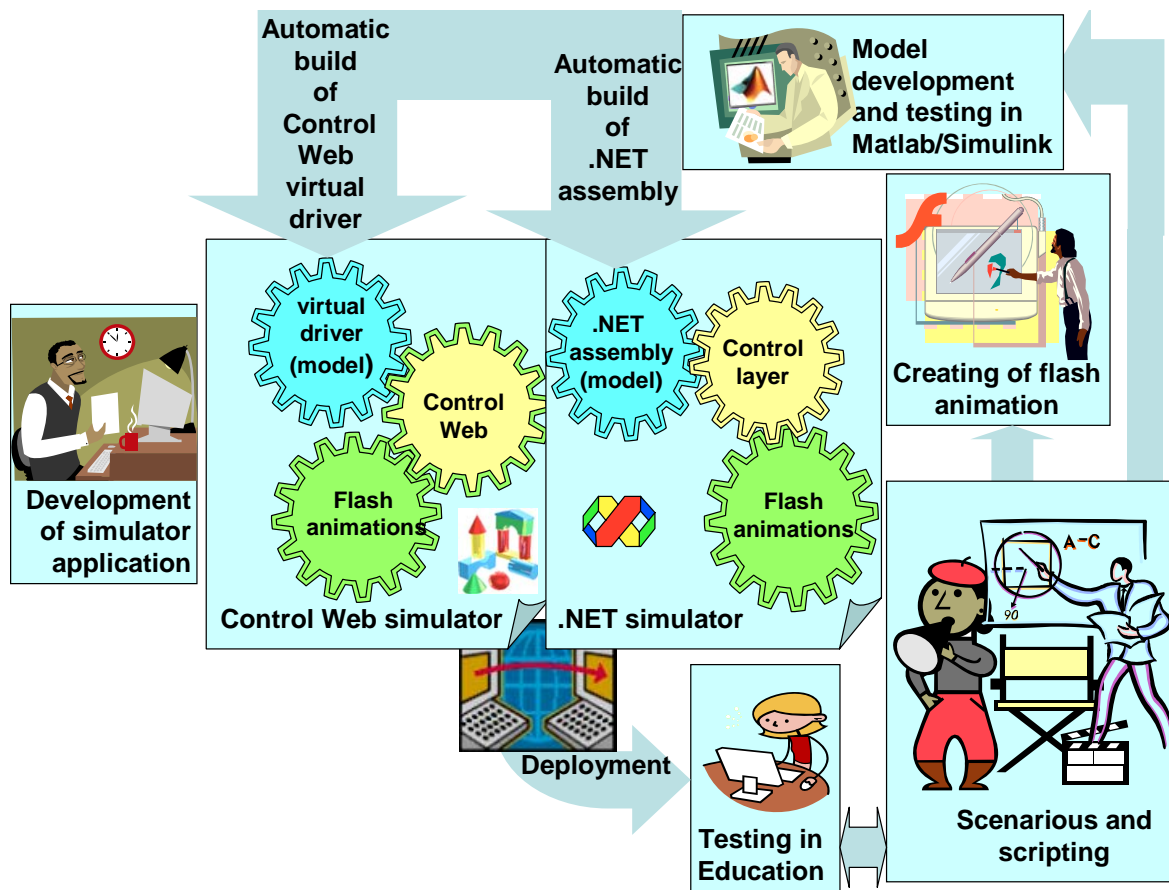 Automatic
build
of
Control
Web
virtual
driver
Automatic
build
of
.NET
assembly
Model
development
and testing in
Matlab/Simulink
Creating of flash
animation
virtual
driver
(model)
Control
Web
Flash
animations
Control Web simulator
.NET
assembly
(model)
Control
layer
Flash
animations
.NET simulator
Development
of simulator
application
Deployment
Testing in
Education
A-C
90
Scenarious and
scripting